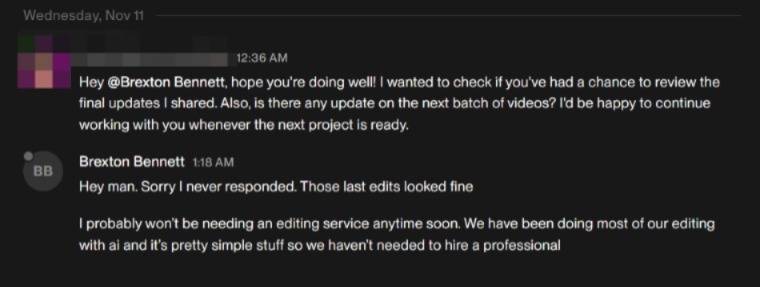 Wednesday, Nov 11
12:36 AM
Hey @Brexton Bennett, hope you're doing well! I wanted to check if you've had a chance to review the
final updates I shared. Also, is there any update on the next batch of videos? I'd be happy to continue
working with you whenever the next project is ready.
BB
Brexton Bennett 1:18 AM
Hey man. Sorry I never responded. Those last edits looked fine
I probably won't be needing an editing service anytime soon. We have been doing most of our editing
with ai and it's pretty simple stuff so we haven't needed to hire a professional